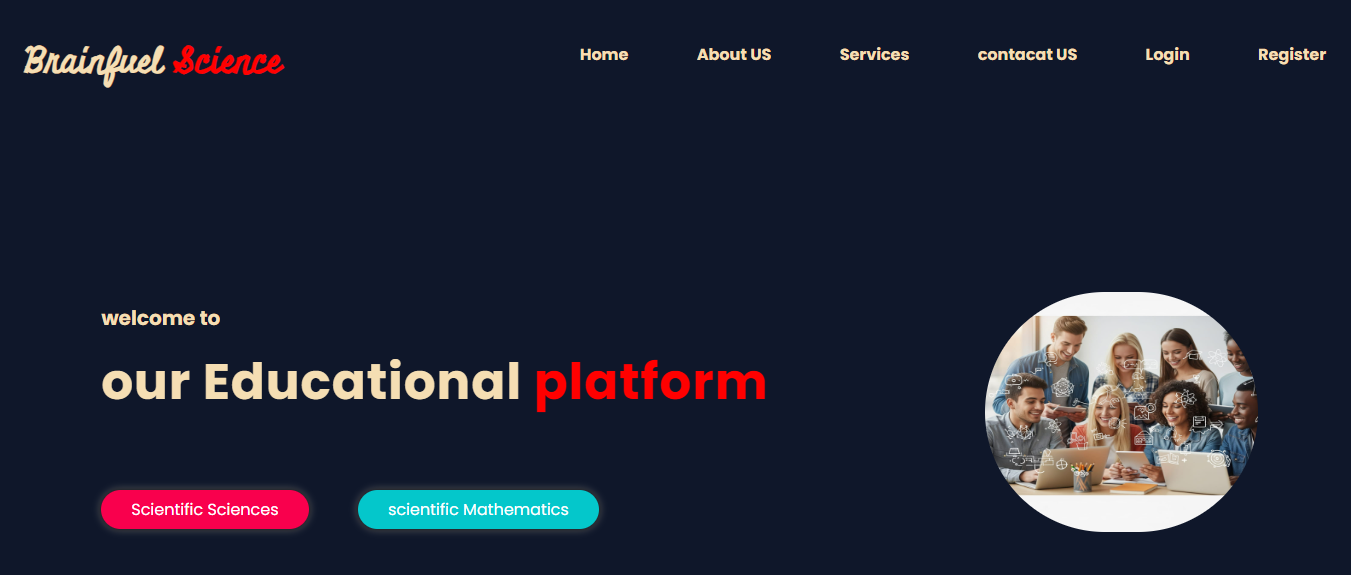 Brainfuel Science
Home About US Services contacat US Login Register
welcome to
our Educational platform
Scientific Sciences scientific Mathematics